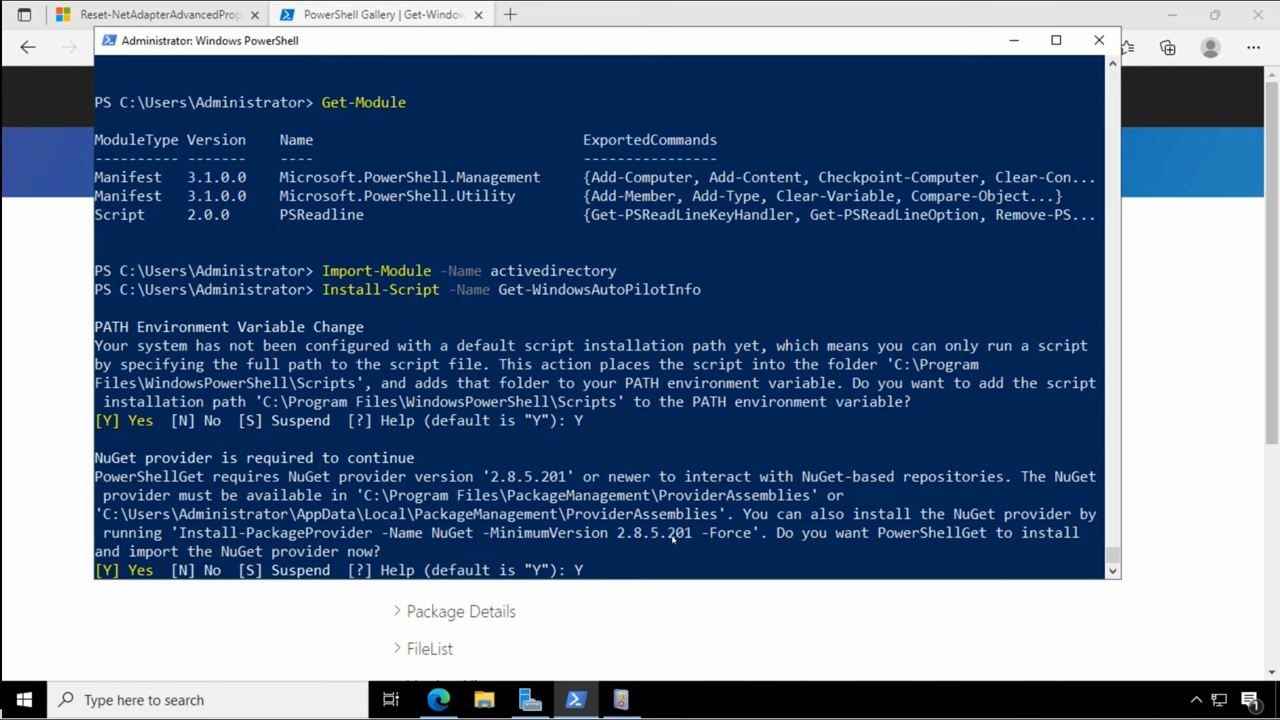 Reset-NetAdapterAdvancedProp
PowerShell Gallery | Get-Window
Administrator: Windows PowerShell
PS C:\Users\Administrator> Get-Module
ModuleType Version    Name                                ExportedCommands
---------- -------    ----                                ----------------
Manifest   3.1.0.0    Microsoft.PowerShell.Management     {Add-Computer, Add-Content, Checkpoint-Computer, Clear-Con...
Manifest   3.1.0.0    Microsoft.PowerShell.Utility        {Add-Member, Add-Type, Clear-Variable, Compare-Object...}
Script     2.0.0      PSReadline                          {Get-PSReadLineKeyHandler, Get-PSReadLineOption, Remove-PS...
PS C:\Users\Administrator> Import-Module -Name activedirectory
PS C:\Users\Administrator> Install-Script -Name Get-WindowsAutoPilotInfo
PATH Environment Variable Change
Your system has not been configured with a default script installation path yet, which means you can only run a script
by specifying the full path to the script file. This action places the script into the folder 'C:\Program
Files\WindowsPowerShell\Scripts', and adds that folder to your PATH environment variable. Do you want to add the script
installation path 'C:\Program Files\WindowsPowerShell\Scripts' to the PATH environment variable?
[Y] Yes  [N] No  [S] Suspend  [?] Help (default is "Y"): Y
NuGet provider is required to continue
PowerShellGet requires NuGet provider version '2.8.5.201' or newer to interact with NuGet-based repositories. The NuGet
provider must be available in 'C:\Program Files\PackageManagement\ProviderAssemblies' or
'C:\Users\Administrator\AppData\Local\PackageManagement\ProviderAssemblies'. You can also install the NuGet provider by
running 'Install-PackageProvider -Name NuGet -MinimumVersion 2.8.5.201 -Force'. Do you want PowerShellGet to install
and import the NuGet provider now?
[Y] Yes  [N] No  [S] Suspend  [?] Help (default is "Y"): Y
Package Details
FileList
Type here to search
1